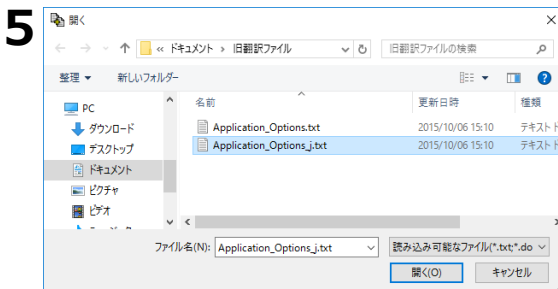 5
開く
« ドキュメント › 旧翻訳ファイル
旧翻訳ファイルの検索
整理 新しいフォルダー
名前 更新日時 種類
PC
ダウンロード
デスクトップ
ドキュメント
ピクチャ
ビデオ
Application_Options.txt 2015/10/06 15:10 テキスト
Application_Options_j.txt 2015/10/06 15:10 テキスト
ファイル名(N): Application_Options_j.txt 読み込み可能なファイル(*.txt;*.do
開く(O) キャンセル